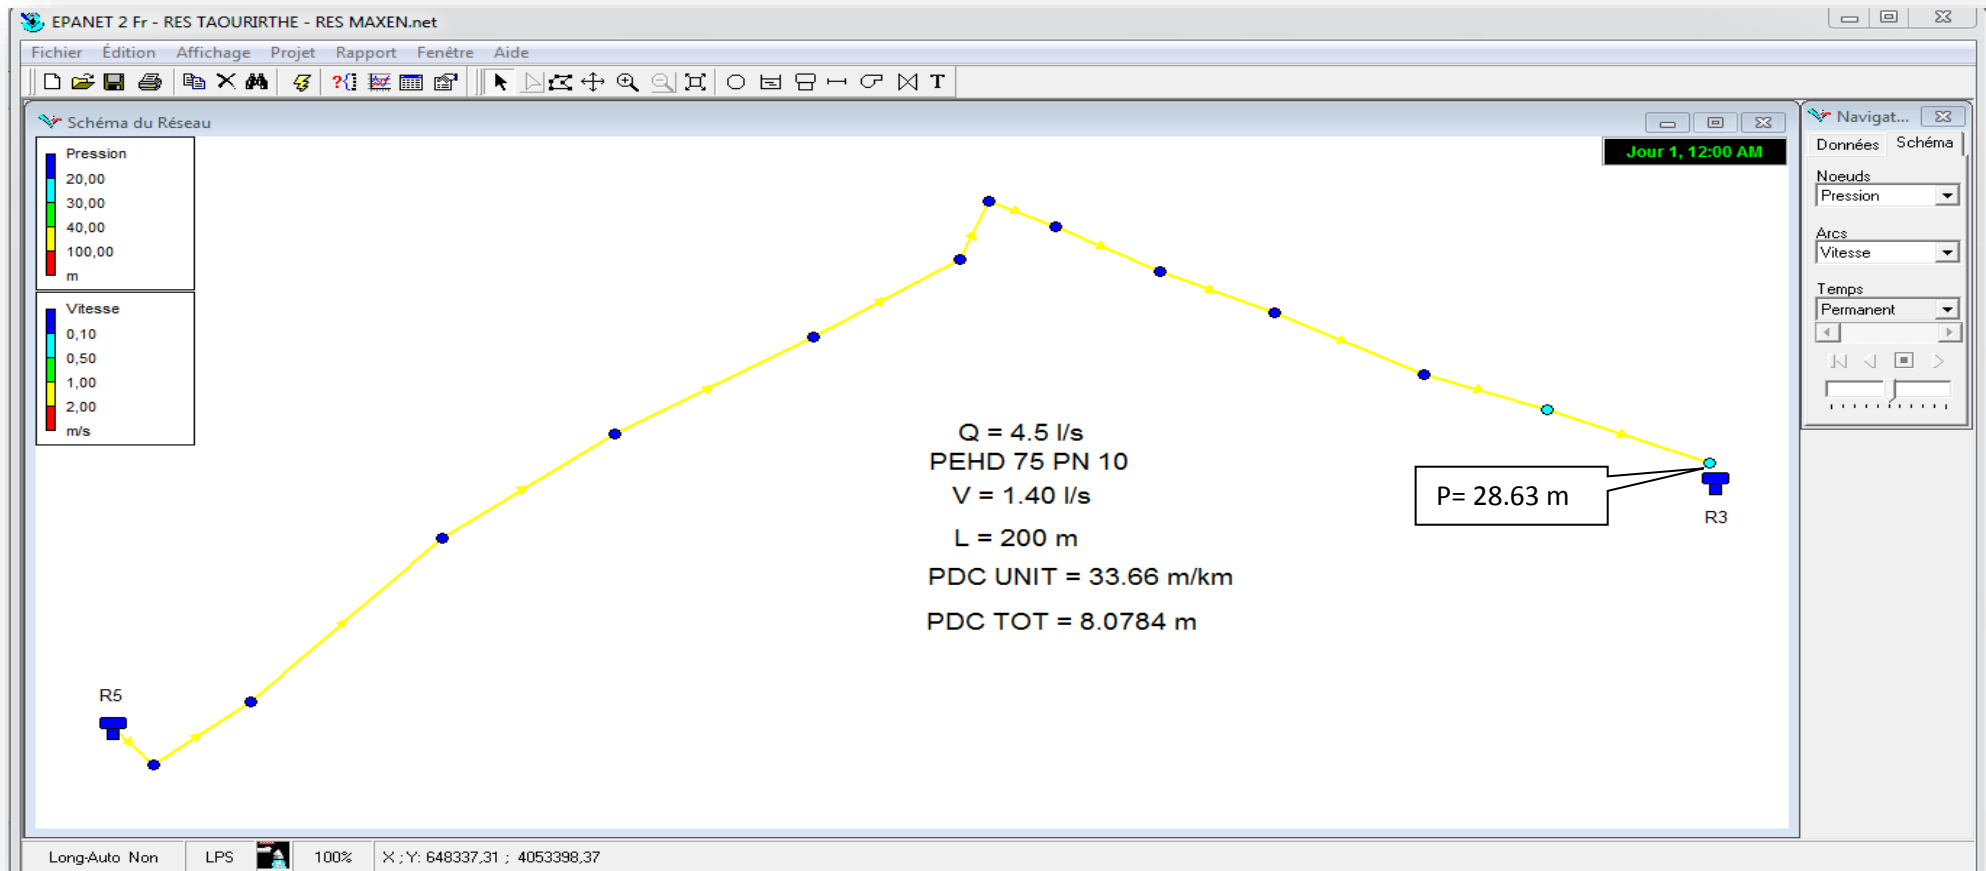 EPANET 2 Fr - RES TAOURIRTHE - RES MAXEN.net
Fichier Édition Affichage Projet Rapport Fenêtre Aide
T
Schéma du Réseau
Pression
20,00
30,00
40,00
100,00
m
Vitesse
0,10
0,50
1,00
2,00
m/s
Jour 1, 12:00 AM
Q = 4.5 l/s
PEHD 75 PN 10
V = 1.40 l/s
L = 200 m
PDC UNIT = 33.66 m/km
PDC TOT = 8.0784 m
P= 28.63 m
R3
R5
Navigat...
Données Schéma
Noeuds
Pression
Arcs
Vitesse
Temps
Permanent
Long-Auto Non LPS 100% X ; Y: 648337,31 ; 4053398,37